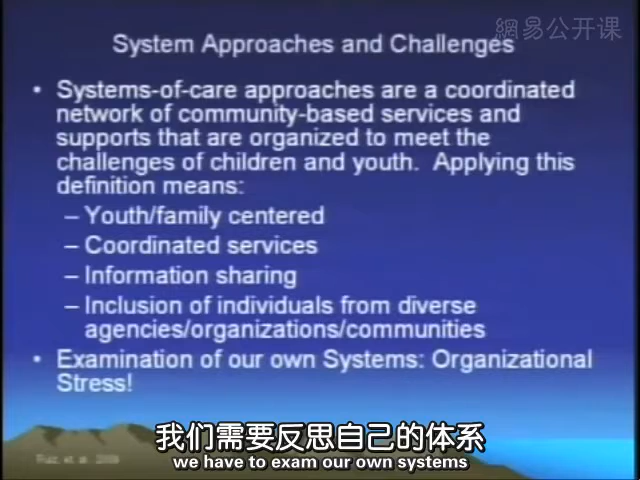 網易公开课
System Approaches and Challenges
• Systems-of-care approaches are a coordinated
network of community-based services and
supports that are organized to meet the
challenges of children and youth. Applying this
definition means:
– Youth/family centered
– Coordinated services
– Information sharing
– Inclusion of individuals from diverse
agencies/organizations/communities
• Examination of our own Systems: Organizational
Stress!
我们需要反思自己的体系
we have to exam our own systems